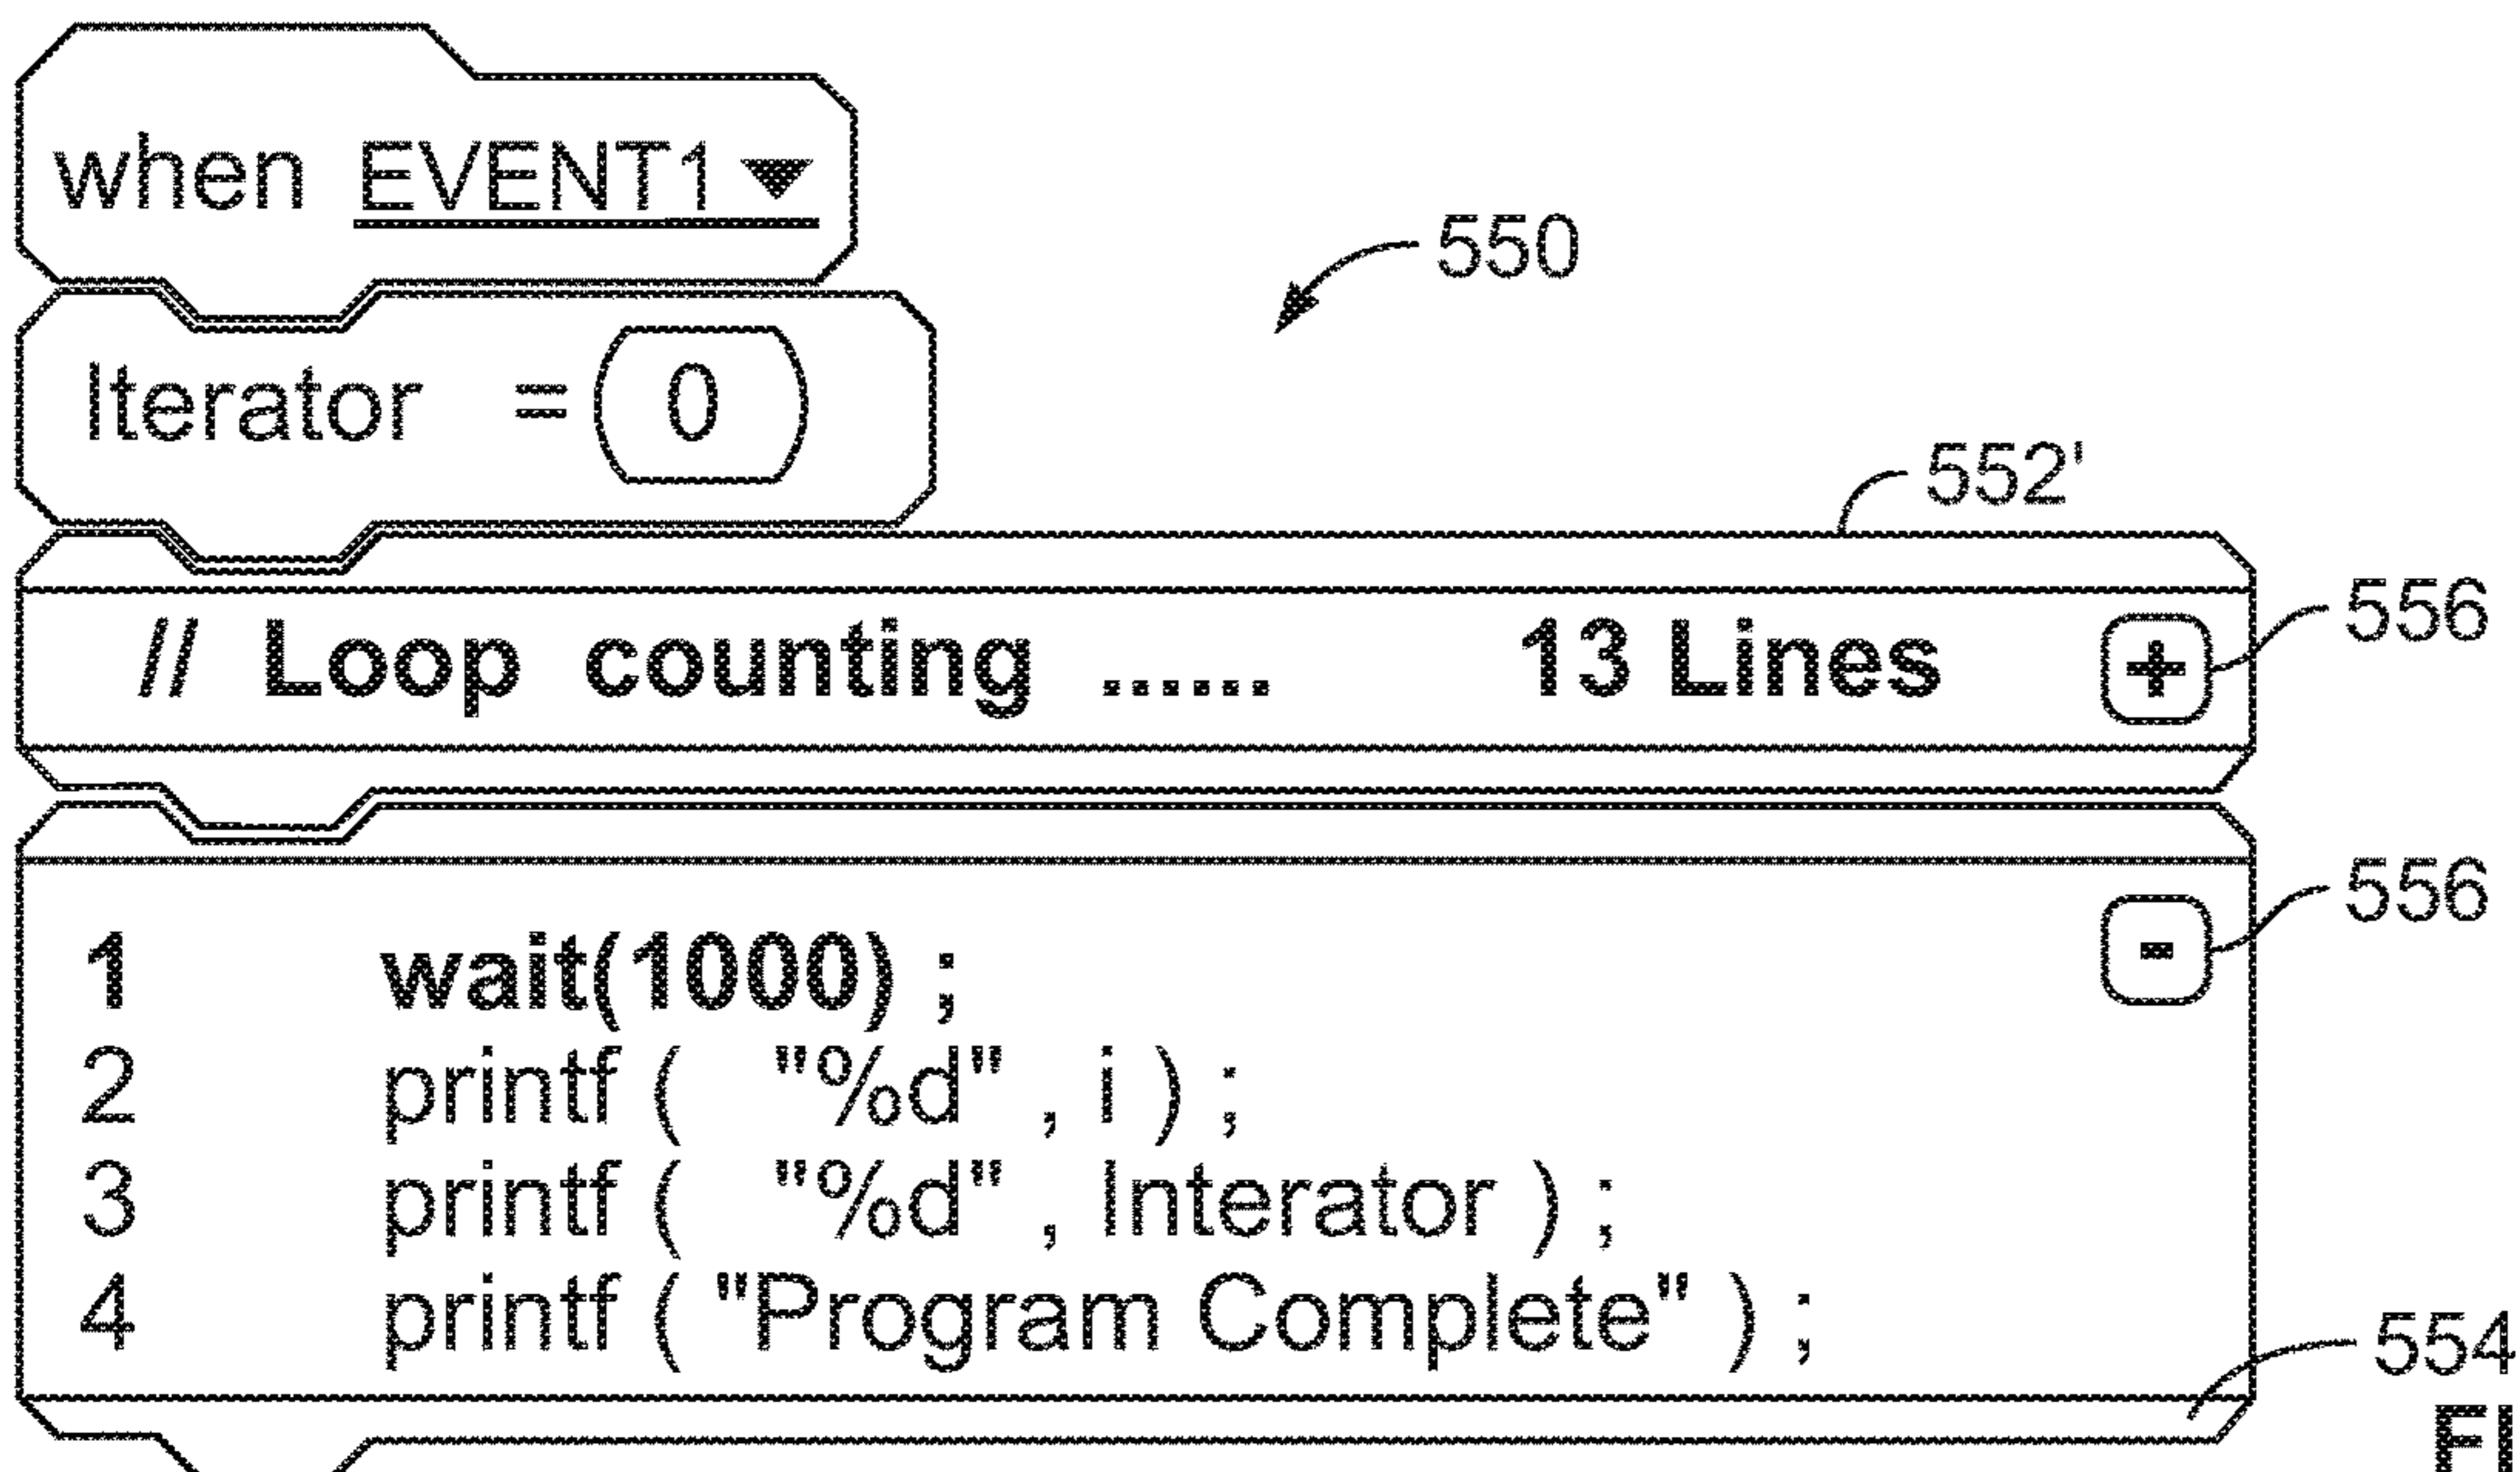 when EVENT1
550
Iterator = 0
552'
// Loop counting ...... 13 Lines +
556
-
556
1 wait(1000) ;
2 printf ( "%d" , i ) ;
3 printf ( "%d" , Interator ) ;
4 printf ( "Program Complete" ) ;
554